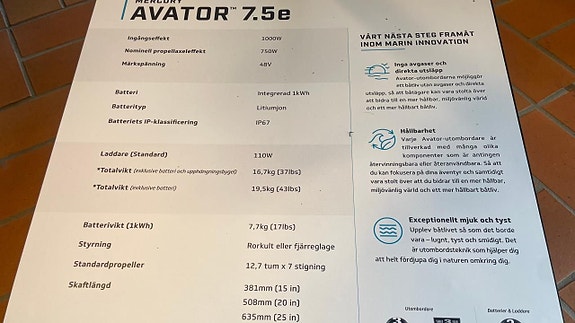 MERCURY
AVATOR™ 7.5e
Ingångseffekt 1000W
Nominell propelleraxeleffekt 750W
Märkspänning 48V
Batteri Integrerad 1kWh
Batterityp Litiumjon
Batteriets IP-klassificering IP67
Laddare (Standard) 110W
*Totalvikt (exklusive batteri och upphängningsbygel) 16,7kg (37lbs)
*Totalvikt (inklusive batteri) 19,5kg (43lbs)
Batterivikt (1kWh) 7,7kg (17lbs)
Styrning Rorkult eller fjärreglage
Standardpropeller 12,7 tum x 7 stigning
Skaftlängd 381mm (15 in)
508mm (20 in)
635mm (25 in)
VÅRT NÄSTA STEG FRAMÅT
INOM MARIN INNOVATION
Inga avgaser och
direkta utsläpp
Avator-utombordarna möjliggör
ett båtliv utan avgaser och direkta
utsläpp, så att båtägare kan vara stolta över
att bidra till en mer hållbar, miljövänlig värld
och ett mer hållbart båtliv.
Hållbarhet
Varje Avator-utombordare är
tillverkad med många olika
komponenter som är antingen
återvinningsbara eller återanvändbara. Så att
du kan fokusera på dina äventyr och samtidigt
vara stolt över att du bidrar till en mer hållbar,
miljövänlig värld och ett mer hållbart båtliv.
Exceptionellt mjuk och tyst
Upplev båtlivet så som det borde
vara – lugnt, tyst och smidigt. Det
är utombordsteknik som hjälper dig
att helt fördjupa dig i naturen omkring dig.
Utombordare Batterier & Laddare
3 3 2